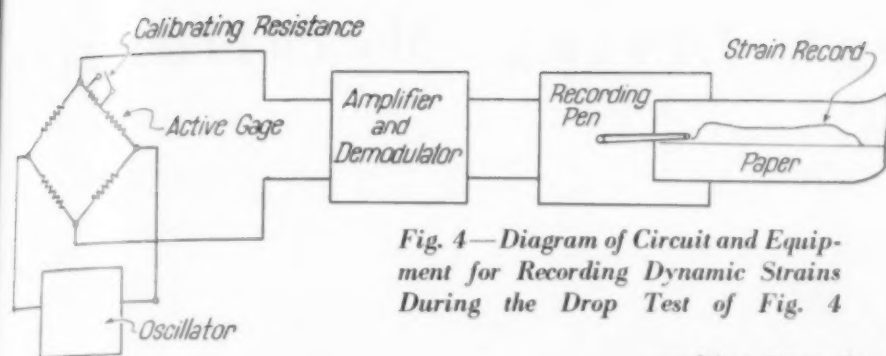 Calibrating Resistance
Active Gage
Oscillator
Amplifier
and
Demodulator
Recording
Pen
Strain Record
Paper
Fig. 4—Diagram of Circuit and Equip-
ment for Recording Dynamic Strains
During the Drop Test of Fig. 4